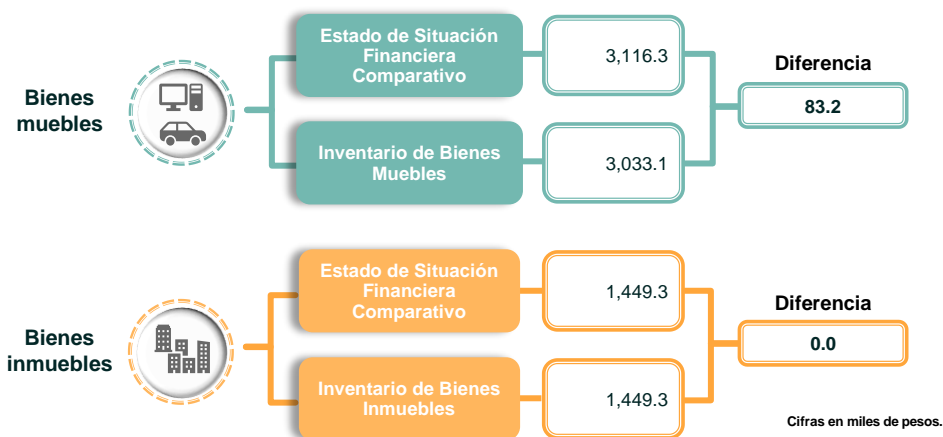 Bienes
muebles
Estado de Situación
Financiera
Comparativo
3,116.3
Inventario de Bienes
Muebles
3,033.1
Diferencia
83.2
Bienes
inmuebles
Estado de Situación
Financiera
Comparativo
1,449.3
Inventario de Bienes
Inmuebles
1,449.3
Diferencia
0.0
Cifras en miles de pesos.